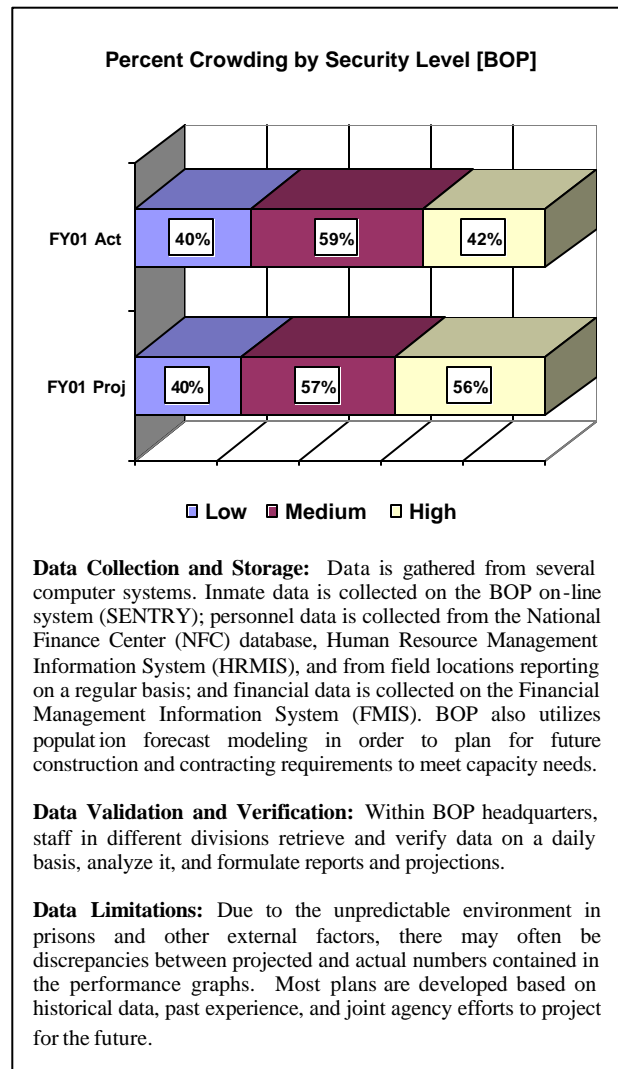 Percent Crowding by Security Level [BOP]
FY01 Act
40%
59%
42%
FY01 Proj
40%
57%
56%
Low Medium High
Data Collection and Storage: Data is gathered from several
computer systems. Inmate data is collected on the BOP on-line
system (SENTRY); personnel data is collected from the National
Finance Center (NFC) database, Human Resource Management
Information System (HRMIS), and from field locations reporting
on a regular basis; and financial data is collected on the Financial
Management Information System (FMIS). BOP also utilizes
population forecast modeling in order to plan for future
construction and contracting requirements to meet capacity needs.
Data Validation and Verification: Within BOP headquarters,
staff in different divisions retrieve and verify data on a daily
basis, analyze it, and formulate reports and projections.
Data Limitations: Due to the unpredictable environment in
prisons and other external factors, there may often be
discrepancies between projected and actual numbers contained in
the performance graphs. Most plans are developed based on
historical data, past experience, and joint agency efforts to project
for the future.